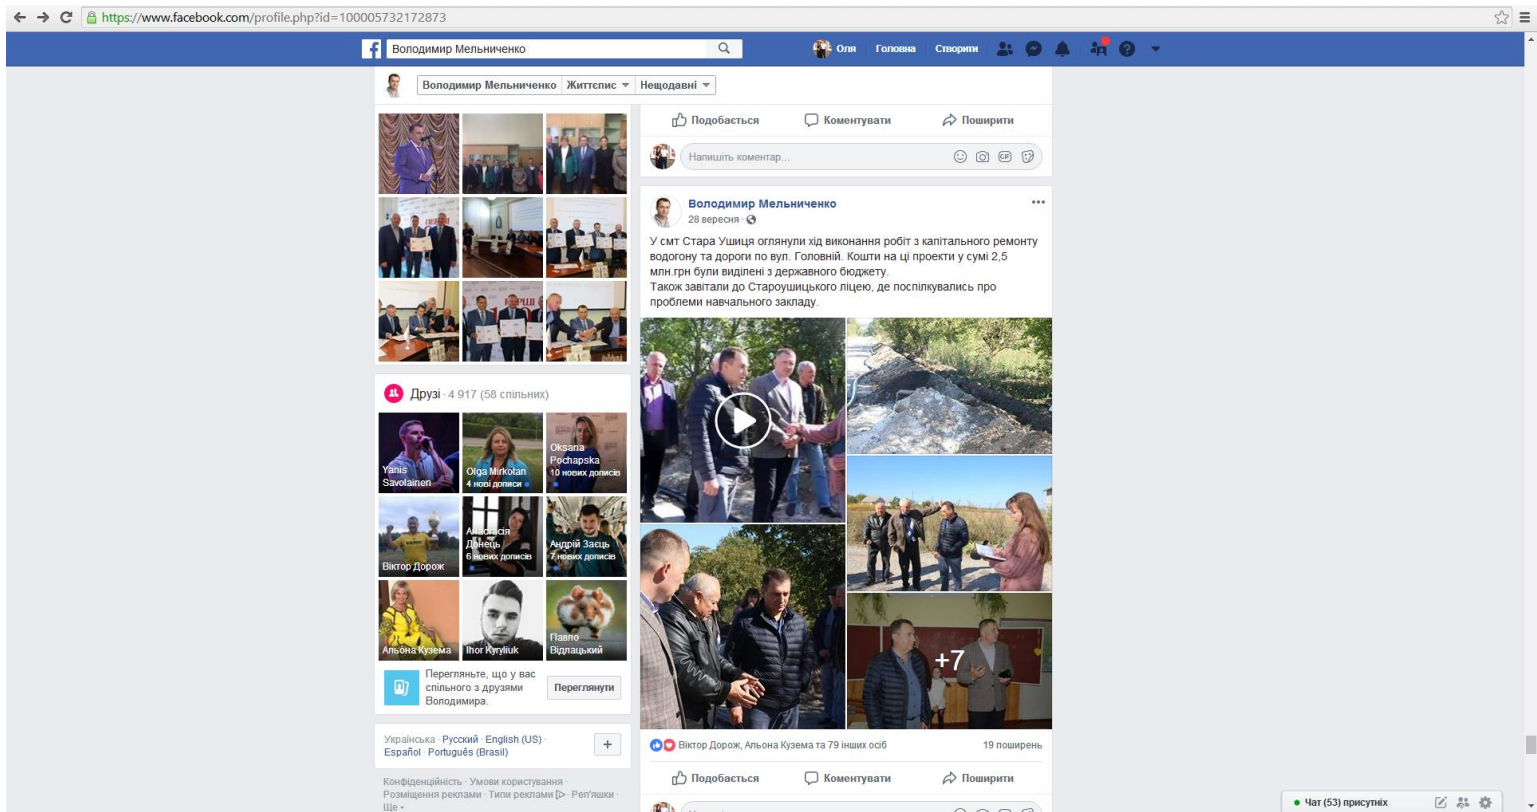 https://www.facebook.com/profile.php?id=100005732172873
Володимир Мельниченко
Оля Головна Створити
Володимир Мельниченко Життєпис Нещодавні
Подобається Коментувати Поширити
Напишіть коментар...
GIF
Володимир Мельниченко
28 вересня
У смт Стара Ушиця оглянули хід виконання робіт з капітального ремонту
водогону та дороги по вул. Головній. Кошти на ці проекти у сумі 2,5
млн.грн були виділені з державного бюджету.
Також завітали до Староушицького ліцею, де поспілкувались про
проблеми навчального закладу.
+7
Віктор Дорож, Альона Кузема та 79 інших осіб 19 поширень
Подобається Коментувати Поширити
Друзі · 4 917 (58 спільних)
Yanis
Savolainen
Olga Mirkotan
4 нові дописи
Oksana
Pochapska
10 нових дописів
Віктор Дорож
Анастасія
Донець
6 нових дописів
Андрій Заєць
7 нових дописів
Альона Кузема
Ihor Kyryliuk
Павло
Відлацький
Перегляньте, що у вас
спільного з друзями
Володимира.
Переглянути
Українська · Русский · English (US) ·
Español · Português (Brasil)
Конфіденційність · Умови користування ·
Розміщення реклами · Типи реклами · Реп'яшки ·
Ще
Чат (53) присутніх